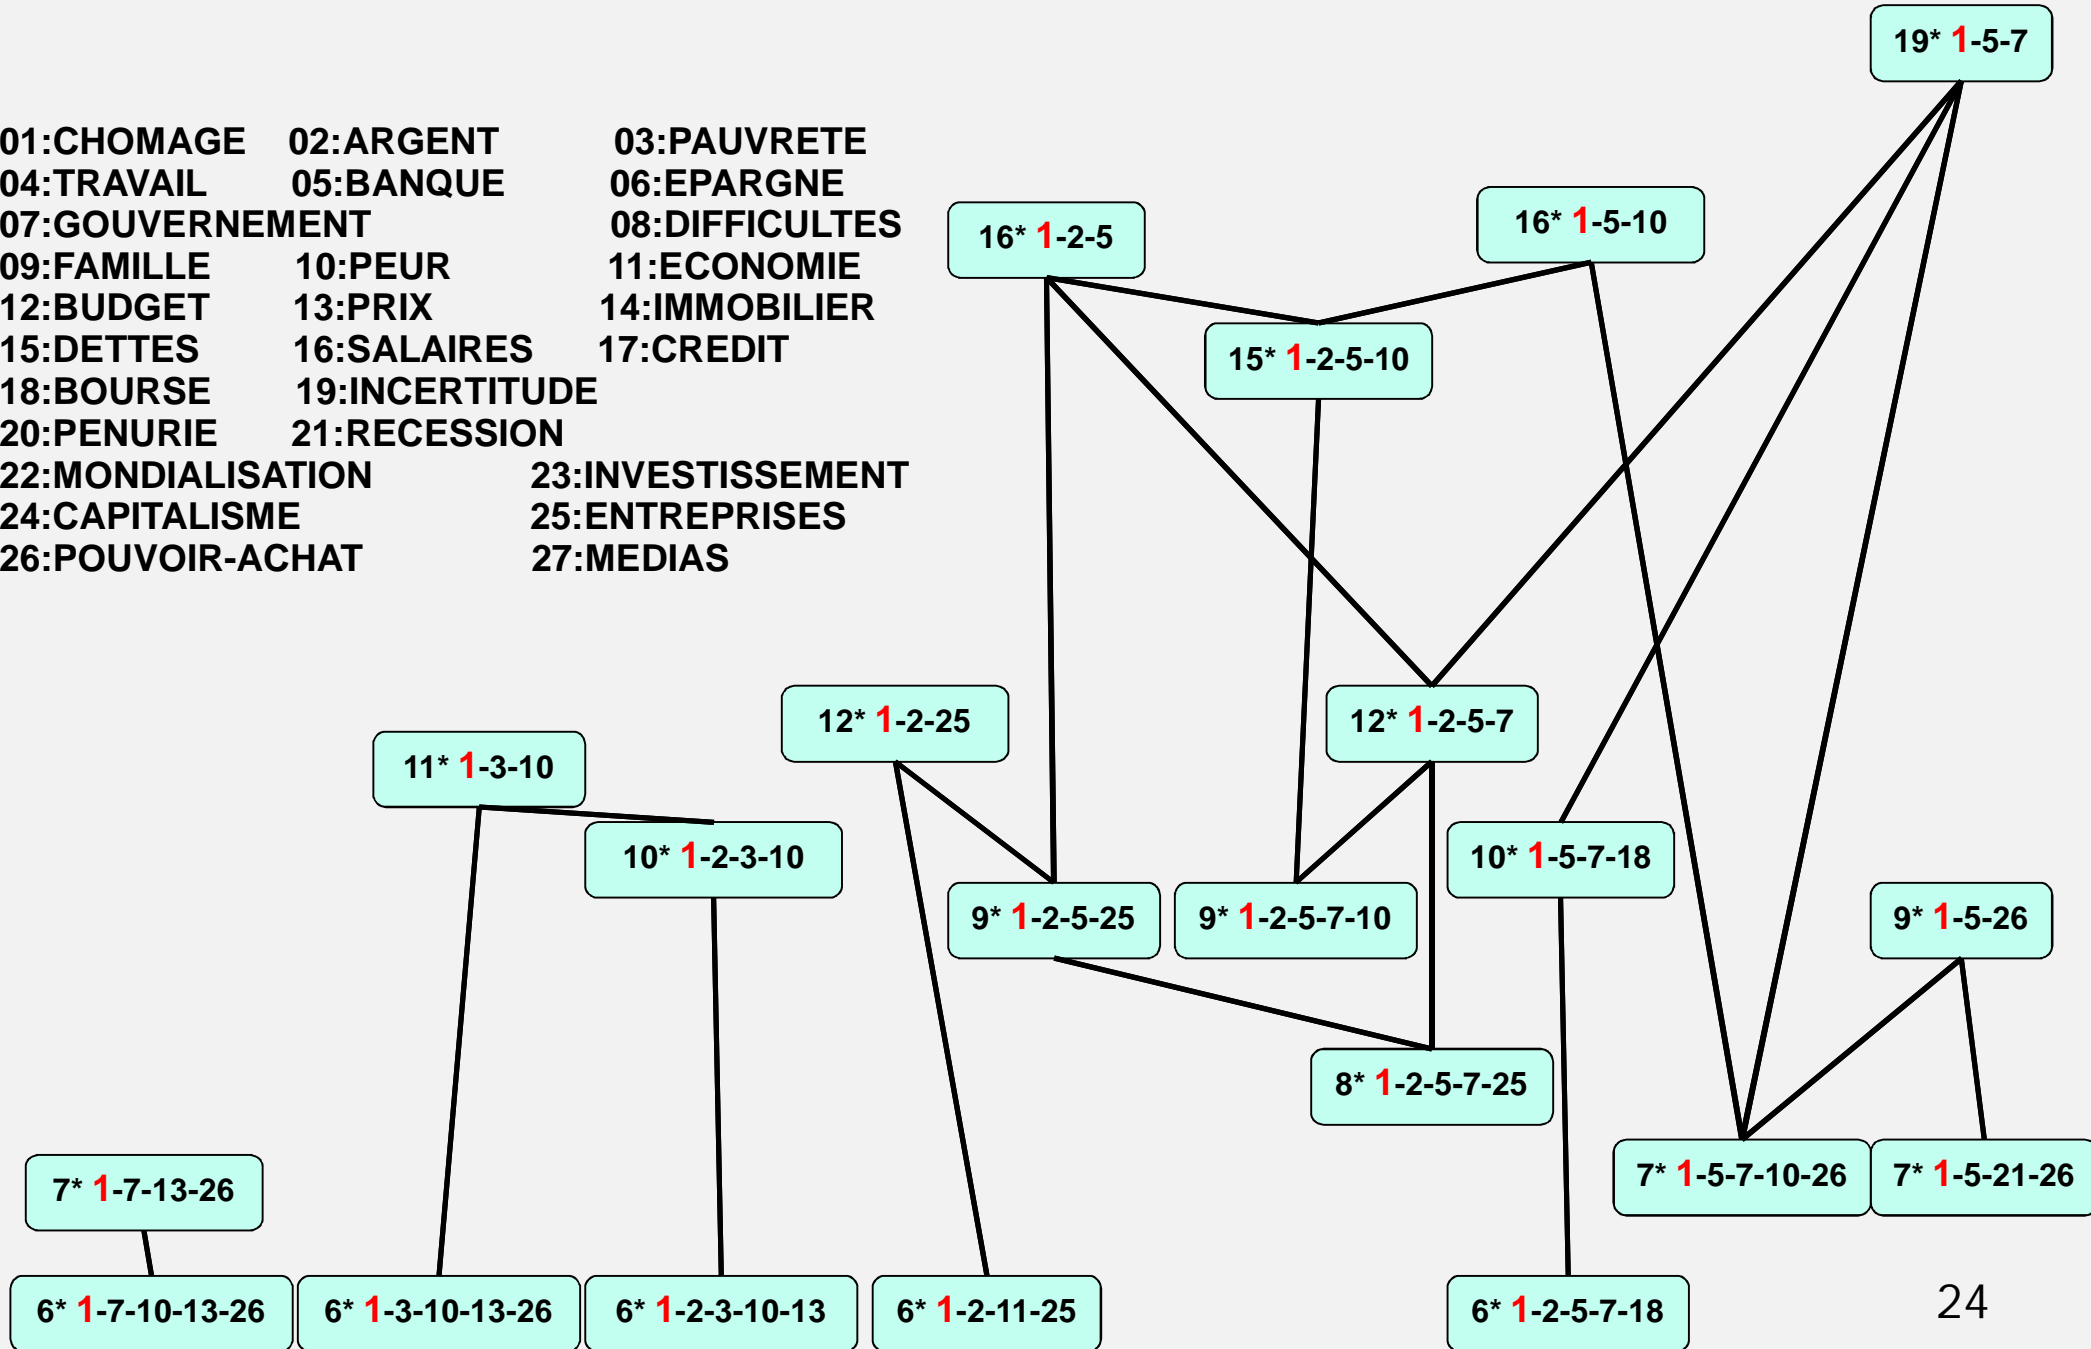 19* 1-5-7
01:CHOMAGE 02:ARGENT 03:PAUVRETE
04:TRAVAIL 05:BANQUE 06:EPARGNE
07:GOUVERNEMENT 08:DIFFICULTES
09:FAMILLE 10:PEUR 11:ECONOMIE
12:BUDGET 13:PRIX 14:IMMOBILIER
15:DETTES 16:SALAIRES 17:CREDIT
18:BOURSE 19:INCERTITUDE
20:PENURIE 21:RECESSION
22:MONDIALISATION 23:INVESTISSEMENT
24:CAPITALISME 25:ENTREPRISES
26:POUVOIR-ACHAT 27:MEDIAS
16* 1-2-5
16* 1-5-10
15* 1-2-5-10
12* 1-2-25
12* 1-2-5-7
11* 1-3-10
10* 1-2-3-10
10* 1-5-7-18
9* 1-2-5-25
9* 1-2-5-7-10
9* 1-5-26
8* 1-2-5-7-25
7* 1-7-13-26
7* 1-5-7-10-26
7* 1-5-21-26
6* 1-7-10-13-26
6* 1-3-10-13-26
6* 1-2-3-10-13
6* 1-2-11-25
6* 1-2-5-7-18
24